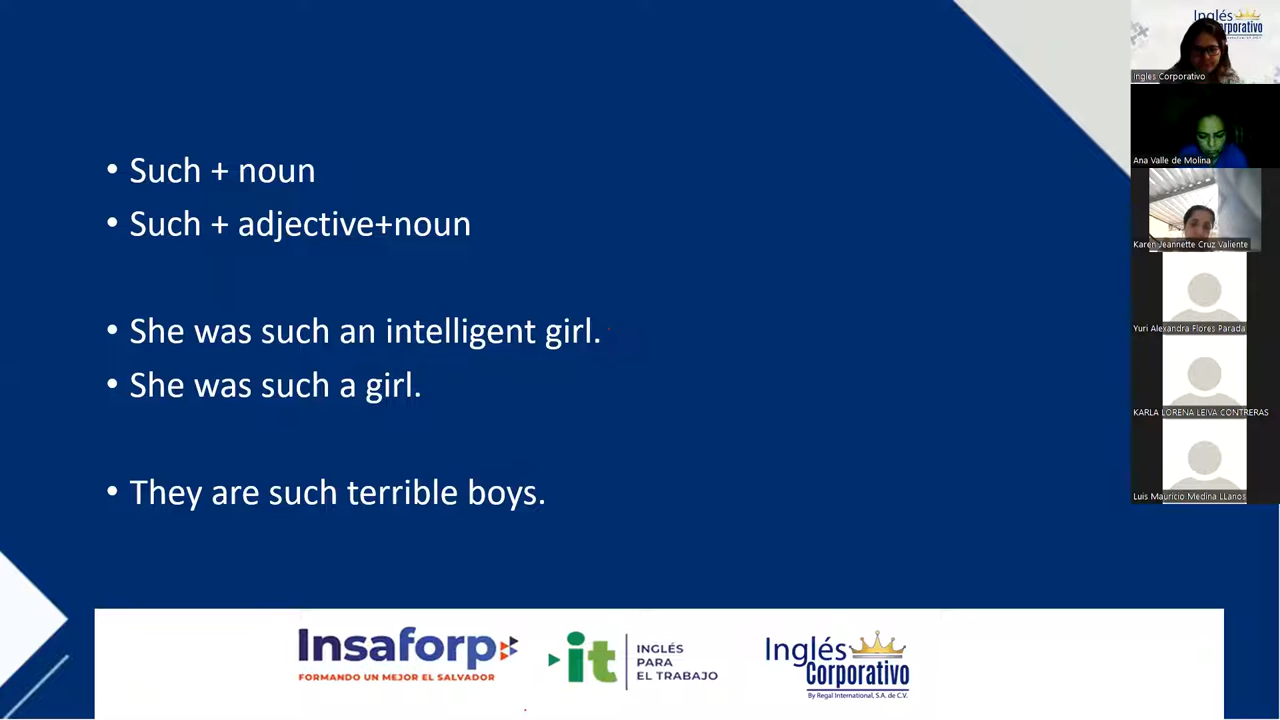 • Such + noun
• Such + adjective+noun
• She was such an intelligent girl.
• She was such a girl.
• They are such terrible boys.
Insaforp
FORMANDO UN MEJOR EL SALVADOR
it
INGLÉS
PARA
EL TRABAJO
Inglés
Corporativo
By Regal International, S.A. de C.V.
Inglés
Ingles Corporativo
Ana Valle de Molina
Karen Jeannette Cruz Valiente
Yuri Alexandra Flores Parada
KARLA LORENA LEIVA CONTRERAS
Luis Mauricio Medina LLanos